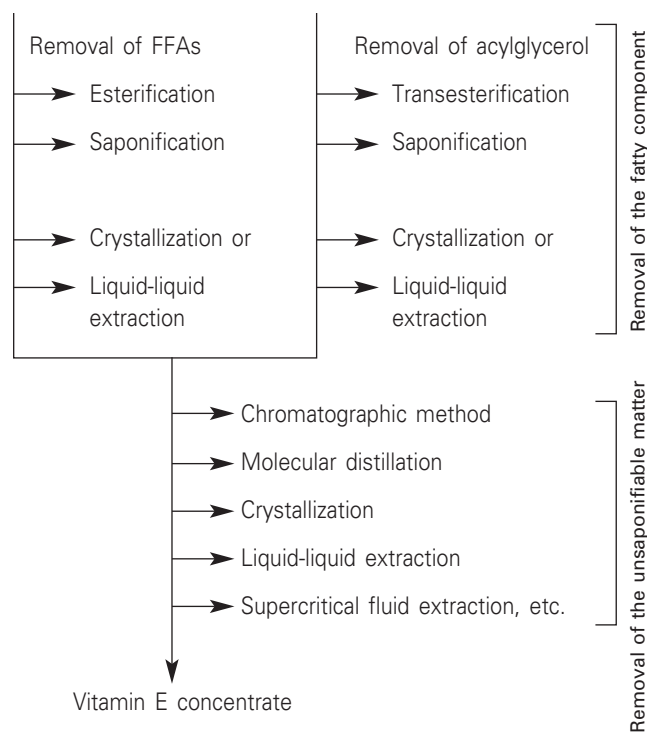 Removal of FFAs
Esterification
Saponification
Crystallization or
Liquid-liquid
extraction
Removal of acylglycerol
Transesterification
Saponification
Crystallization or
Liquid-liquid
extraction
Removal of the fatty component
Chromatographic method
Molecular distillation
Crystallization
Liquid-liquid extraction
Supercritical fluid extraction, etc.
Removal of the unsaponifiable matter
Vitamin E concentrate